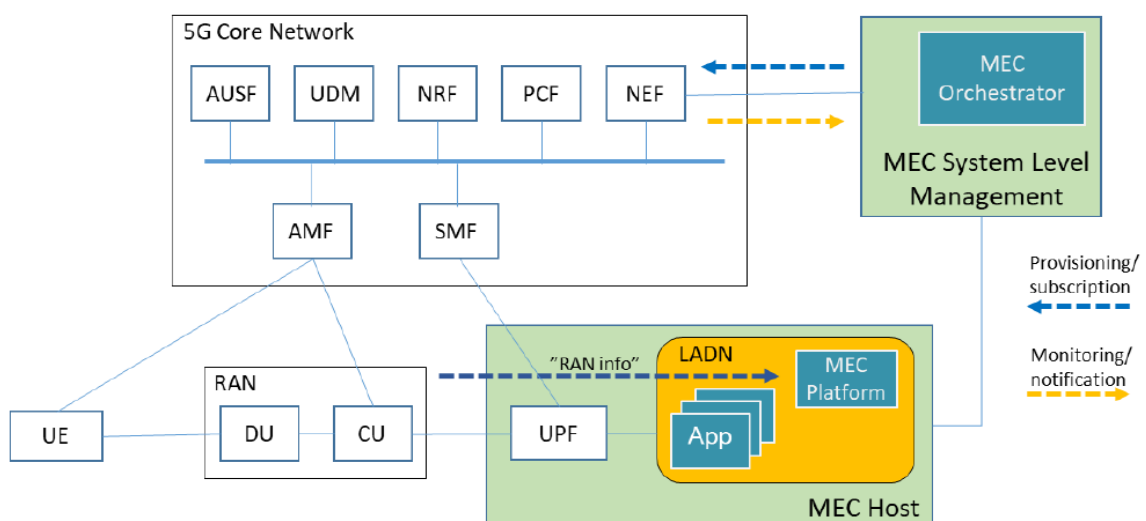 5G Core Network
AUSF
UDM
NRF
PCF
NEF
MEC
Orchestrator
MEC System Level
Management
AMF
SMF
Provisioning/
subscription
Monitoring/
notification
"RAN info"
LADN
MEC
Platform
RAN
UE
DU
CU
UPF
App
MEC Host